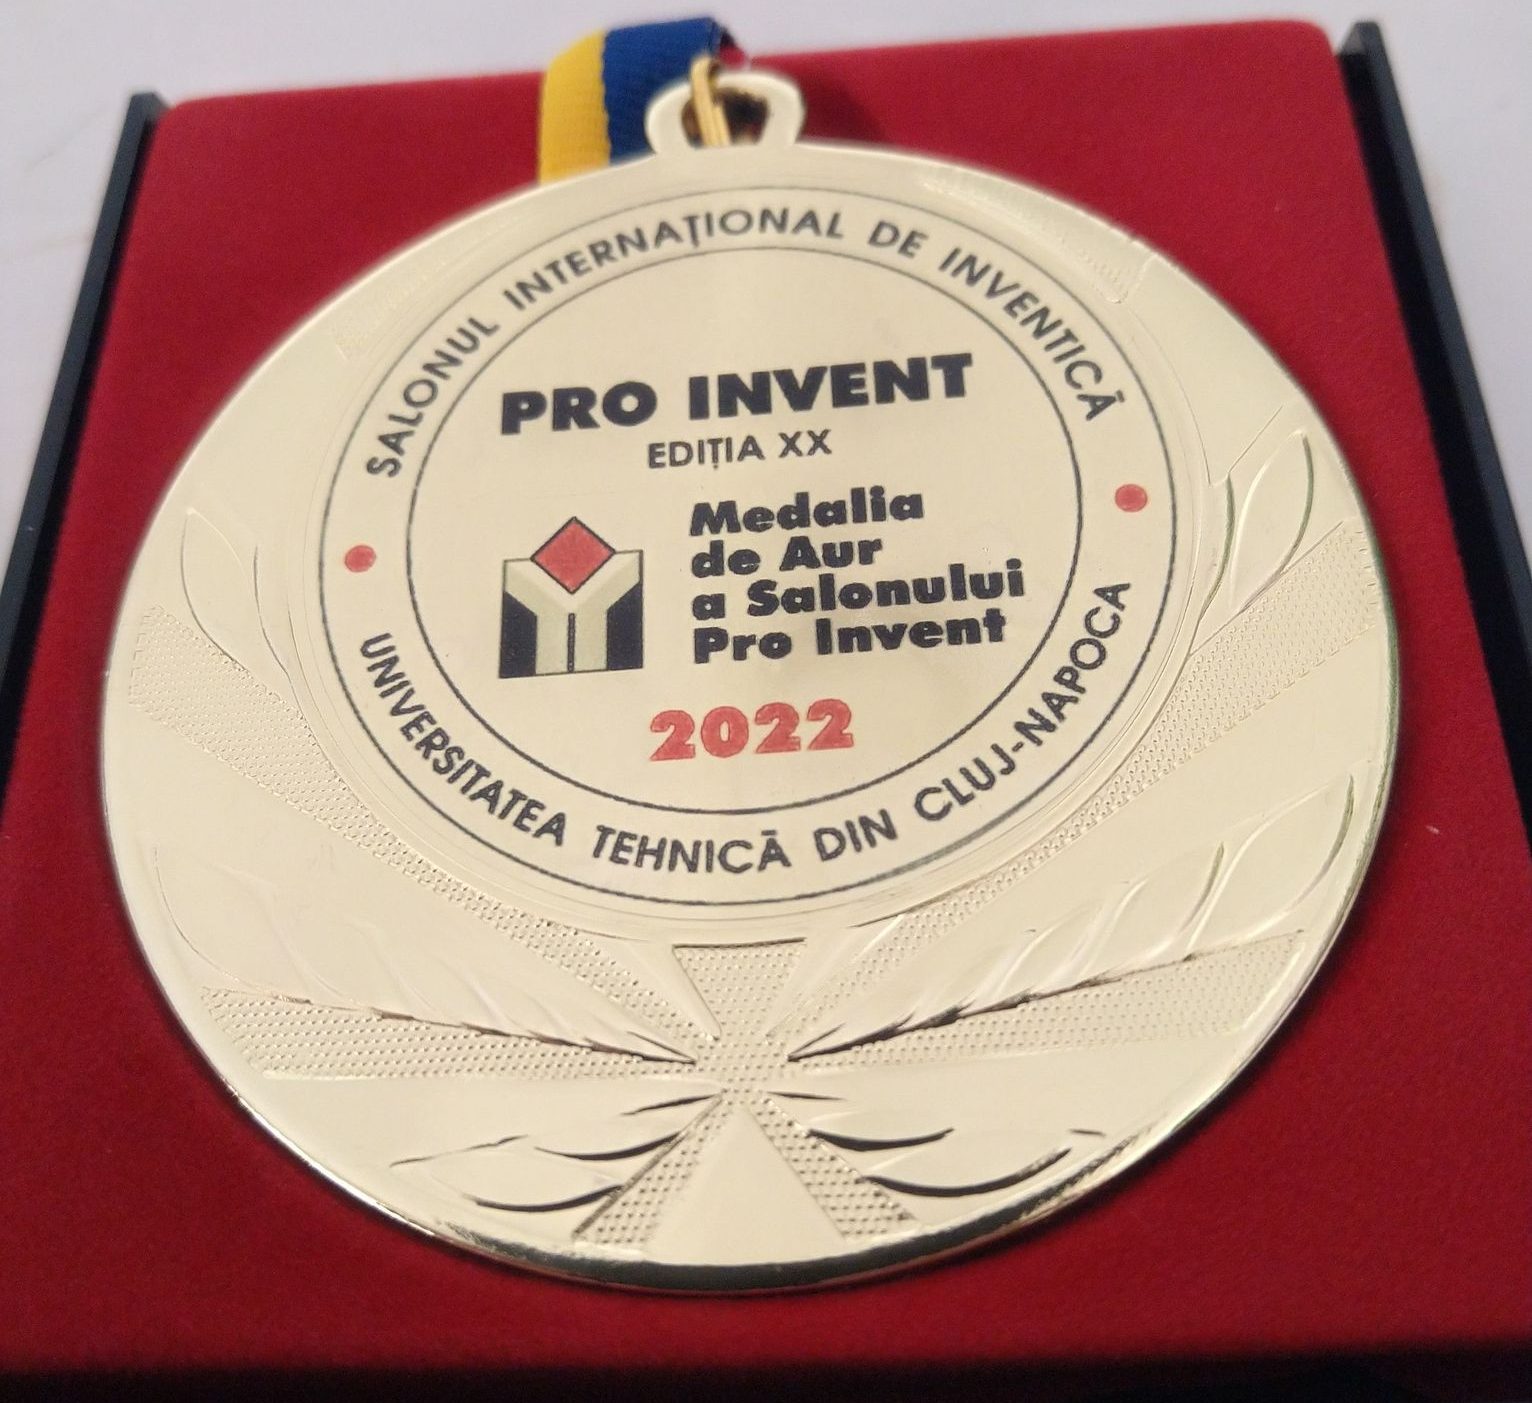 SALONUL INTERNAȚIONAL DE INVENTICĂ
PRO INVENT
EDIȚIA XX
Medalia
de Aur
a Salonului
Pro Invent
2022
UNIVERSITATEA TEHNICĂ DIN CLUJ-NAPOCA